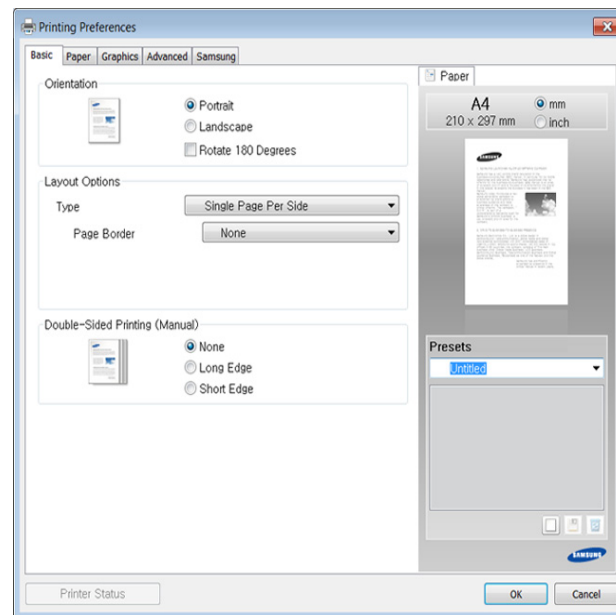 Printing Preferences
Basic Paper Graphics Advanced Samsung
Orientation
Portrait
Landscape
Rotate 180 Degrees
Layout Options
Type Single Page Per Side
Page Border None
Double-Sided Printing (Manual)
None
Long Edge
Short Edge
Paper
A4 mm
210 x 297 mm inch
SAMSUNG
Presets
Untitled
SAMSUNG
Printer Status OK Cancel